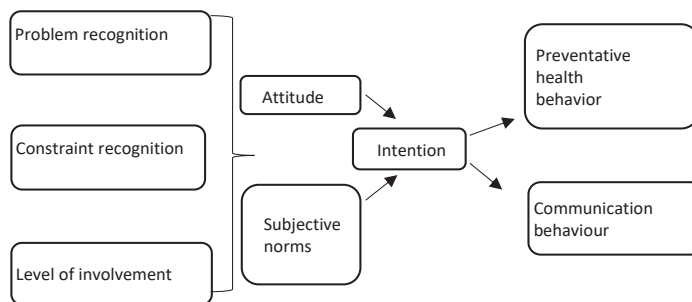 Problem recognition
Constraint recognition
Level of involvement
Attitude
Subjective
norms
Intention
Preventative
health
behavior
Communication
behaviour